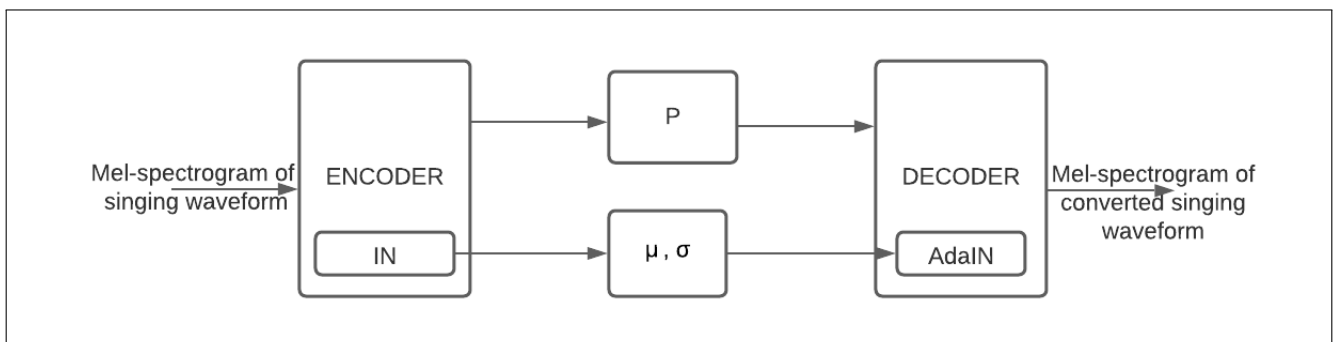 Mel-spectrogram of
singing waveform
ENCODER
IN
P
μ , σ
DECODER
AdaIN
Mel-spectrogram of
converted singing
waveform